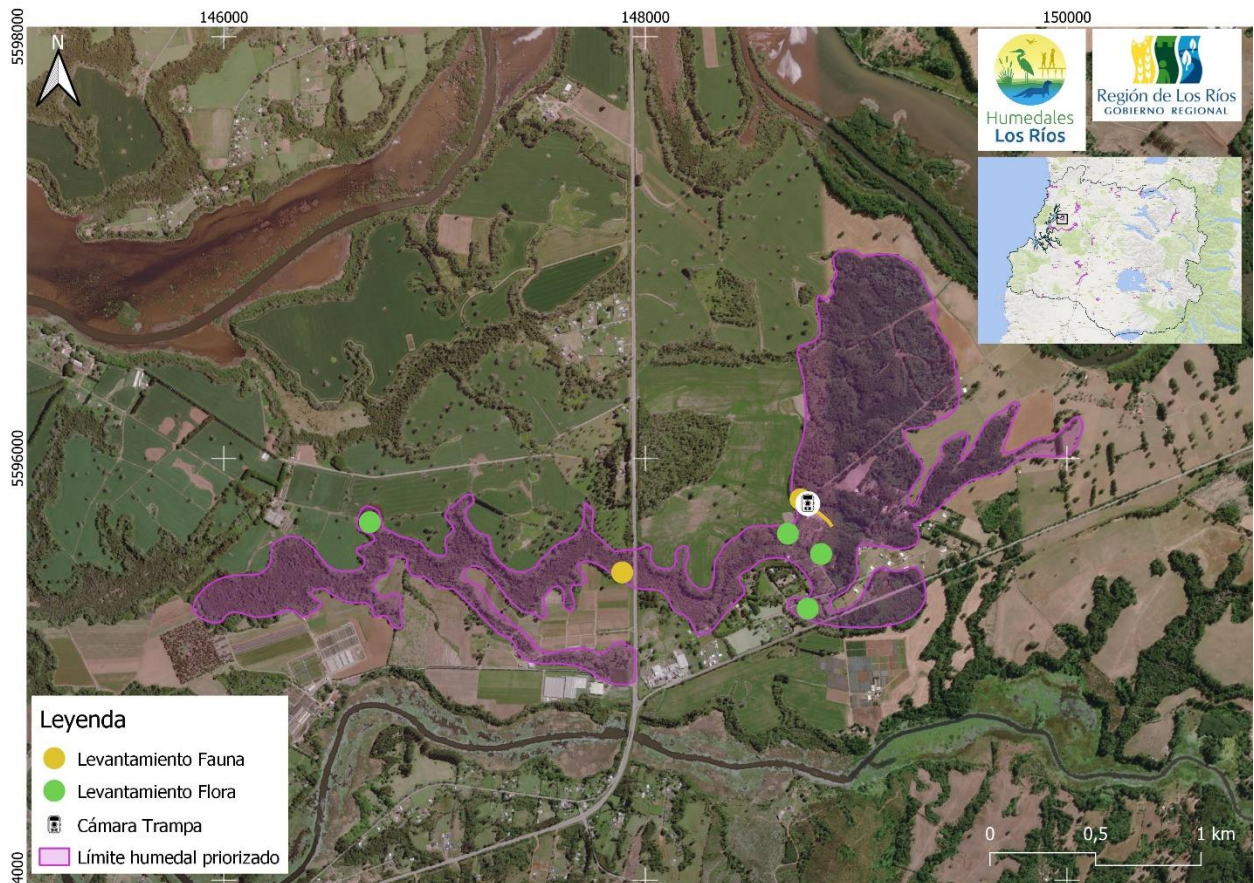 146000
148000
150000
5598000
5596000
4000
N
Humedales
Los Ríos
Región de Los Ríos
GOBIERNO REGIONAL
Leyenda
Levantamiento Fauna
Levantamiento Flora
Cámara Trampa
Límite humedal priorizado
0 0,5 1 km